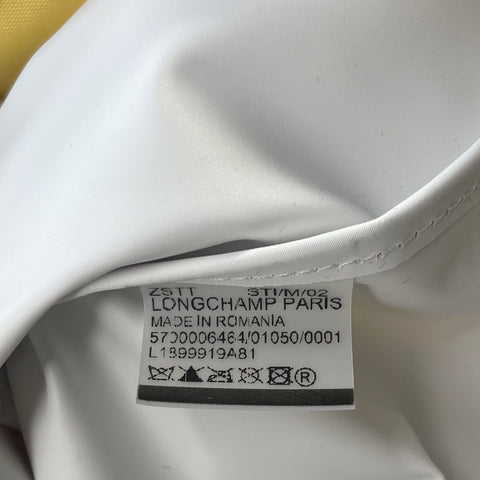 ZSTT STI/M/02
LONGCHAMP PARIS
MADE IN ROMANIA
5700006464/01050/0001
L1899919A81
®